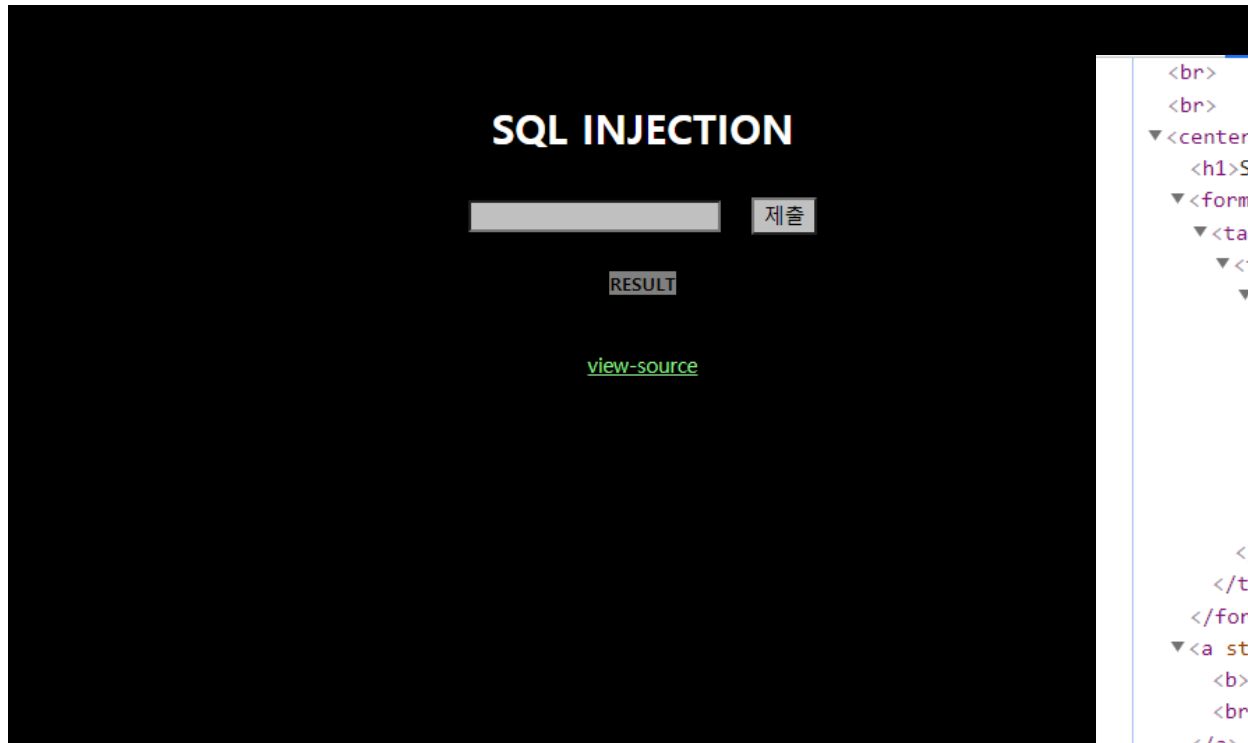 SQL INJECTION
제출
RESULT
view-source
<br>
<br>
▼<center
<h1>S
▼<form
▼<ta
▼<
▼
<
</t
</for
▼<a st
<b>
<br
</a>